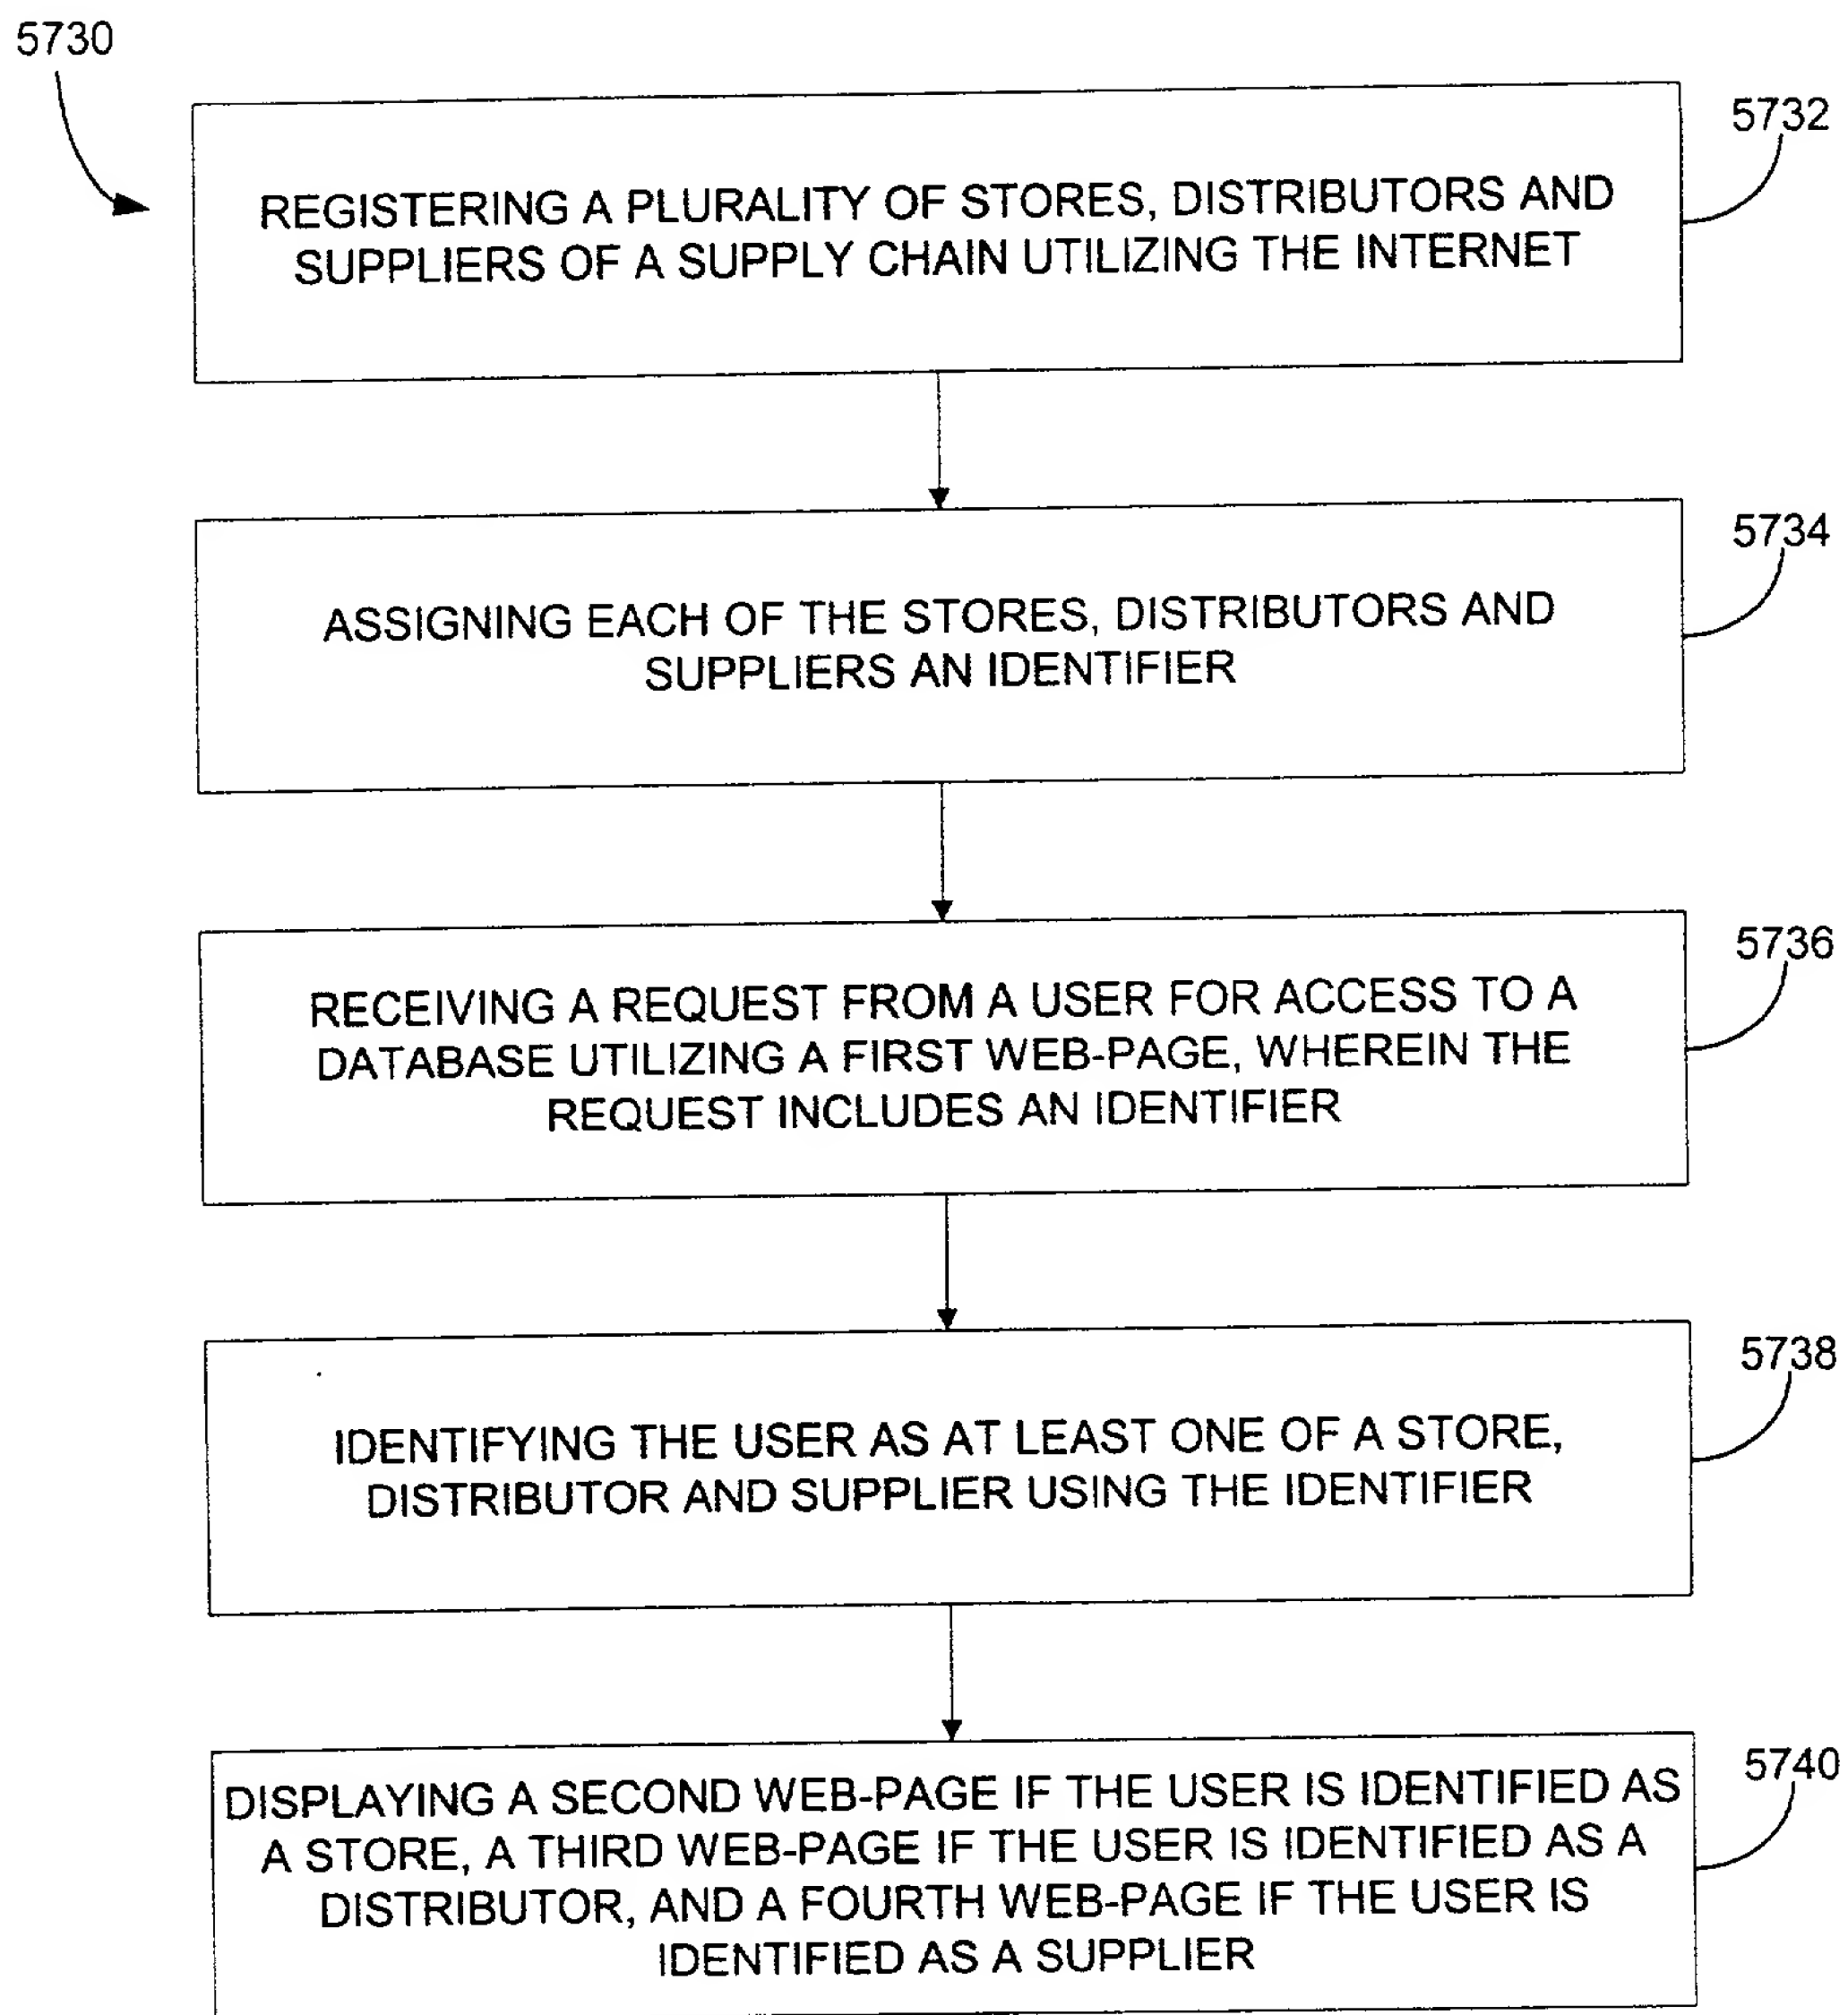 5730
5732
REGISTERING A PLURALITY OF STORES, DISTRIBUTORS AND
SUPPLIERS OF A SUPPLY CHAIN UTILIZING THE INTERNET
5734
ASSIGNING EACH OF THE STORES, DISTRIBUTORS AND
SUPPLIERS AN IDENTIFIER
5736
RECEIVING A REQUEST FROM A USER FOR ACCESS TO A
DATABASE UTILIZING A FIRST WEB-PAGE, WHEREIN THE
REQUEST INCLUDES AN IDENTIFIER
5738
IDENTIFYING THE USER AS AT LEAST ONE OF A STORE,
DISTRIBUTOR AND SUPPLIER USING THE IDENTIFIER
5740
DISPLAYING A SECOND WEB-PAGE IF THE USER IS IDENTIFIED AS
A STORE, A THIRD WEB-PAGE IF THE USER IS IDENTIFIED AS A
DISTRIBUTOR, AND A FOURTH WEB-PAGE IF THE USER IS
IDENTIFIED AS A SUPPLIER